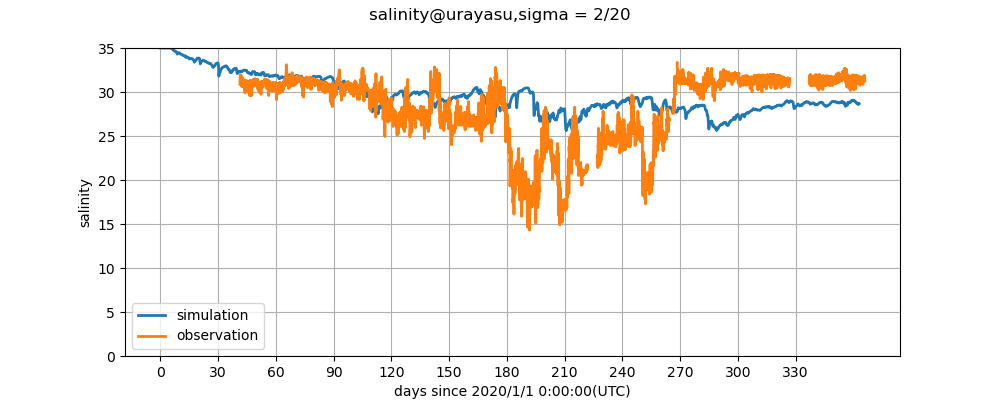 salinity@urayasu,sigma = 2/20
35
30
25
20
15
10
5
0
salinity
simulation
observation
0 30 60 90 120 150 180 210 240 270 300 330
days since 2020/1/1 0:00:00(UTC)